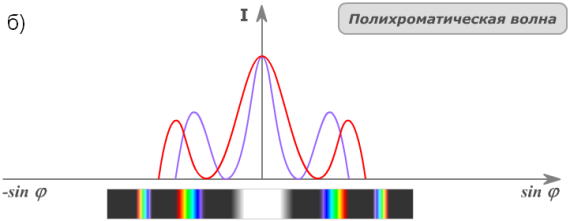 б)
I
Полихроматическая волна
-sin φ
sin φ